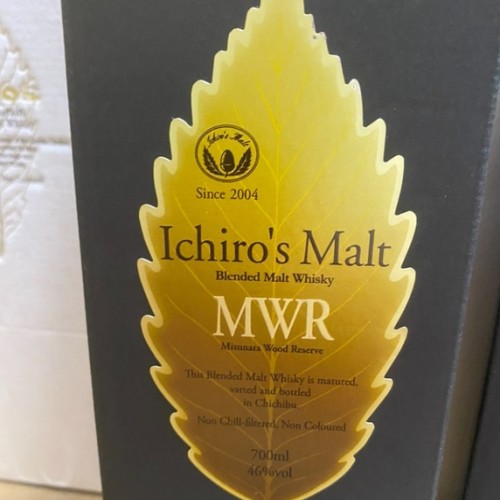 Ichiro's Malt
Since 2004
Ichiro's Malt
Blended Malt Whisky
MWR
Mizunara Wood Reserve
This Blended Malt Whisky is matured,
vatted and bottled
in Chichibu
Non Chill-filtered, Non Coloured
700ml
46%vol